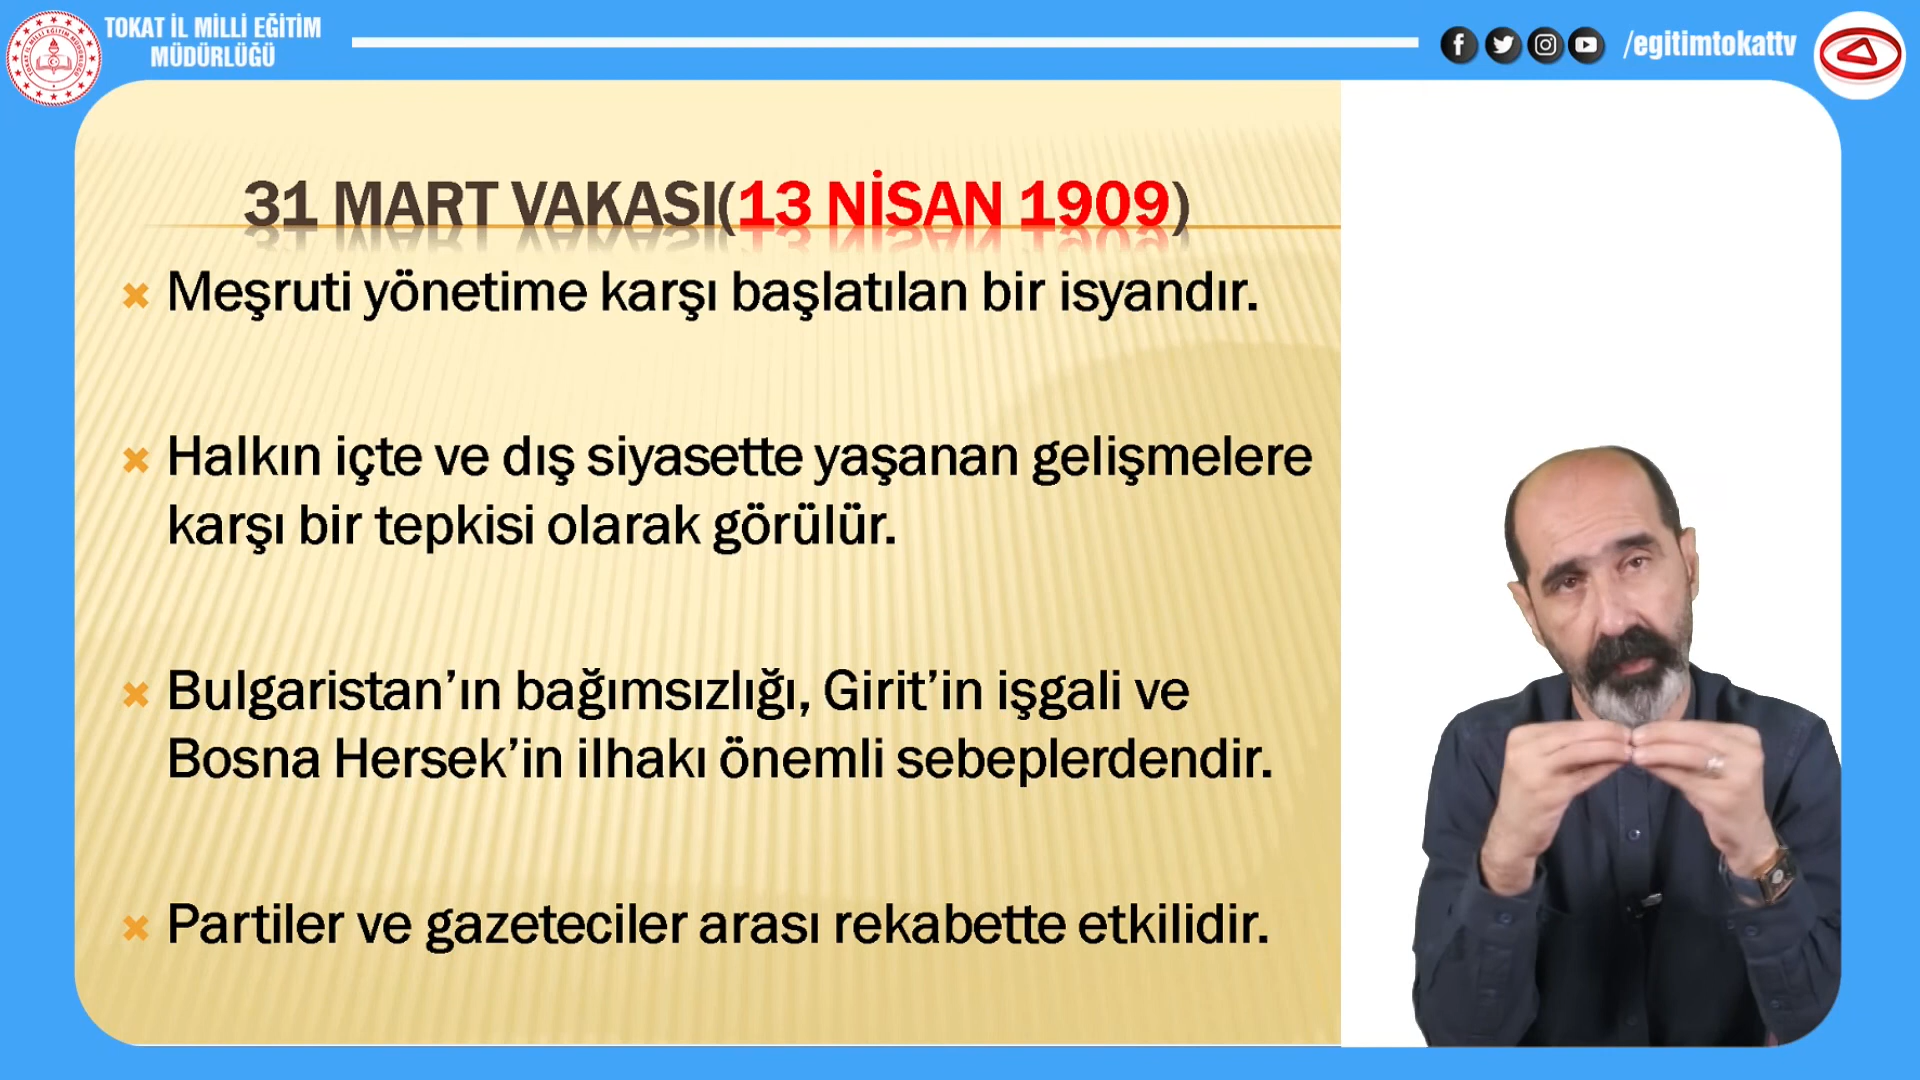 TOKAT İL MİLLİ EĞİTİM
MÜDÜRLÜĞÜ
/egitimtokattv
31 MART VAKASI(13 NİSAN 1909)
Meşruti yönetime karşı başlatılan bir isyandır.
Halkın içte ve dış siyasette yaşanan gelişmelere
karşı bir tepkisi olarak görülür.
Bulgaristan’ın bağımsızlığı, Girit’in işgali ve
Bosna Hersek’in ilhakı önemli sebeplerdendir.
Partiler ve gazeteciler arası rekabette etkilidir.